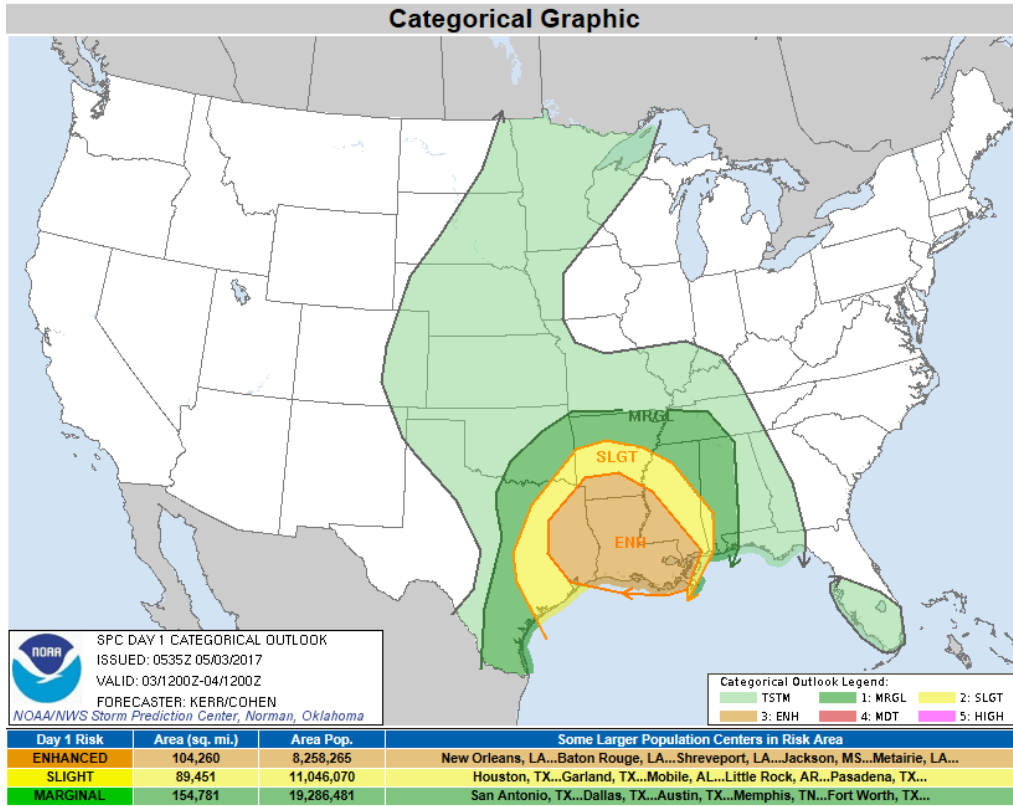 Categorical Graphic
MRGL
SLGT
ENH
NOAA
SPC DAY 1 CATEGORICAL OUTLOOK
ISSUED: 0535Z 05/03/2017
VALID: 03/1200Z-04/1200Z
FORECASTER: KERR/COHEN
NOAA/NWS Storm Prediction Center, Norman, Oklahoma
Categorical Outlook Legend:
TSTM 1: MRGL 2: SLGT
3: ENH 4: MDT 5: HIGH
Day 1 Risk Area (sq. mi.) Area Pop. Some Larger Population Centers in Risk Area
ENHANCED 104,260 8,258,265 New Orleans, LA...Baton Rouge, LA...Shreveport, LA...Jackson, MS...Metairie, LA...
SLIGHT 89,451 11,046,070 Houston, TX...Garland, TX...Mobile, AL...Little Rock, AR...Pasadena, TX...
MARGINAL 154,781 19,286,481 San Antonio, TX...Dallas, TX...Austin, TX...Memphis, TN...Fort Worth, TX...